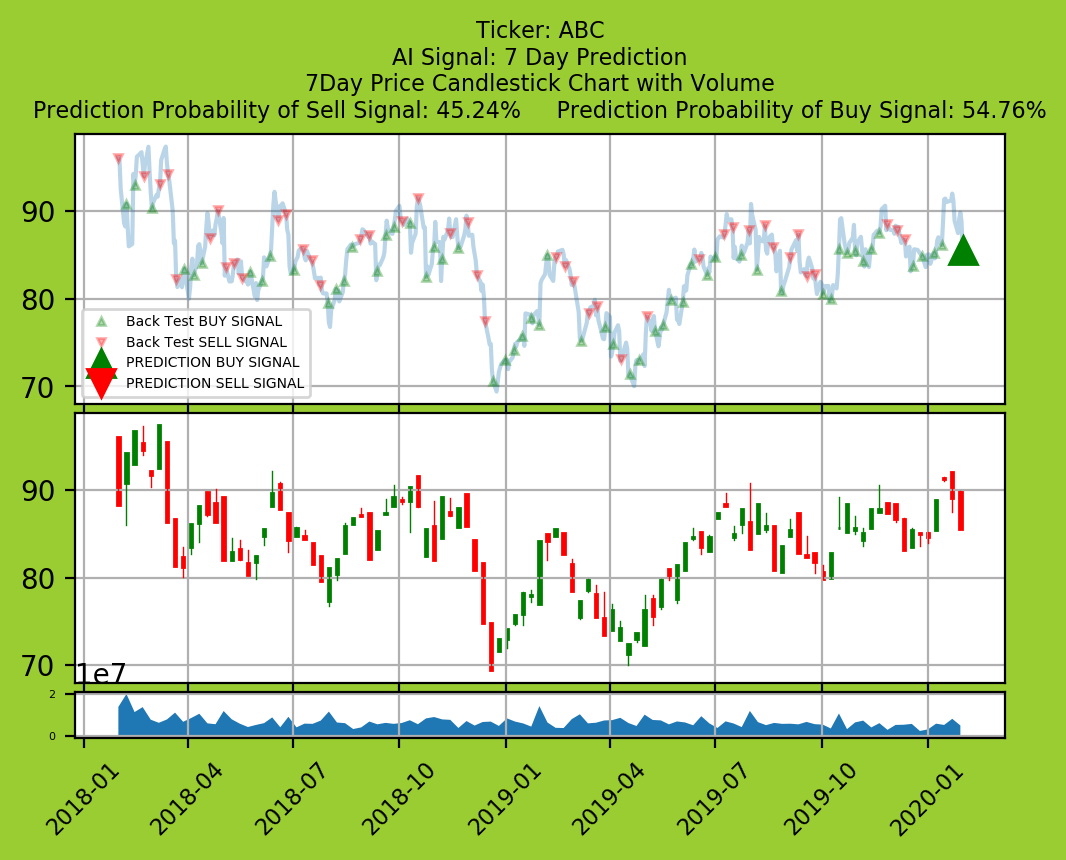 Ticker: ABC
AI Signal: 7 Day Prediction
7Day Price Candlestick Chart with Volume
Prediction Probability of Sell Signal: 45.24% Prediction Probability of Buy Signal: 54.76%
90
80
70
Back Test BUY SIGNAL
Back Test SELL SIGNAL
PREDICTION BUY SIGNAL
PREDICTION SELL SIGNAL
90
80
70
1e7
2
0
2018-01 2018-04 2018-07 2018-10 2019-01 2019-04 2019-07 2019-10 2020-01